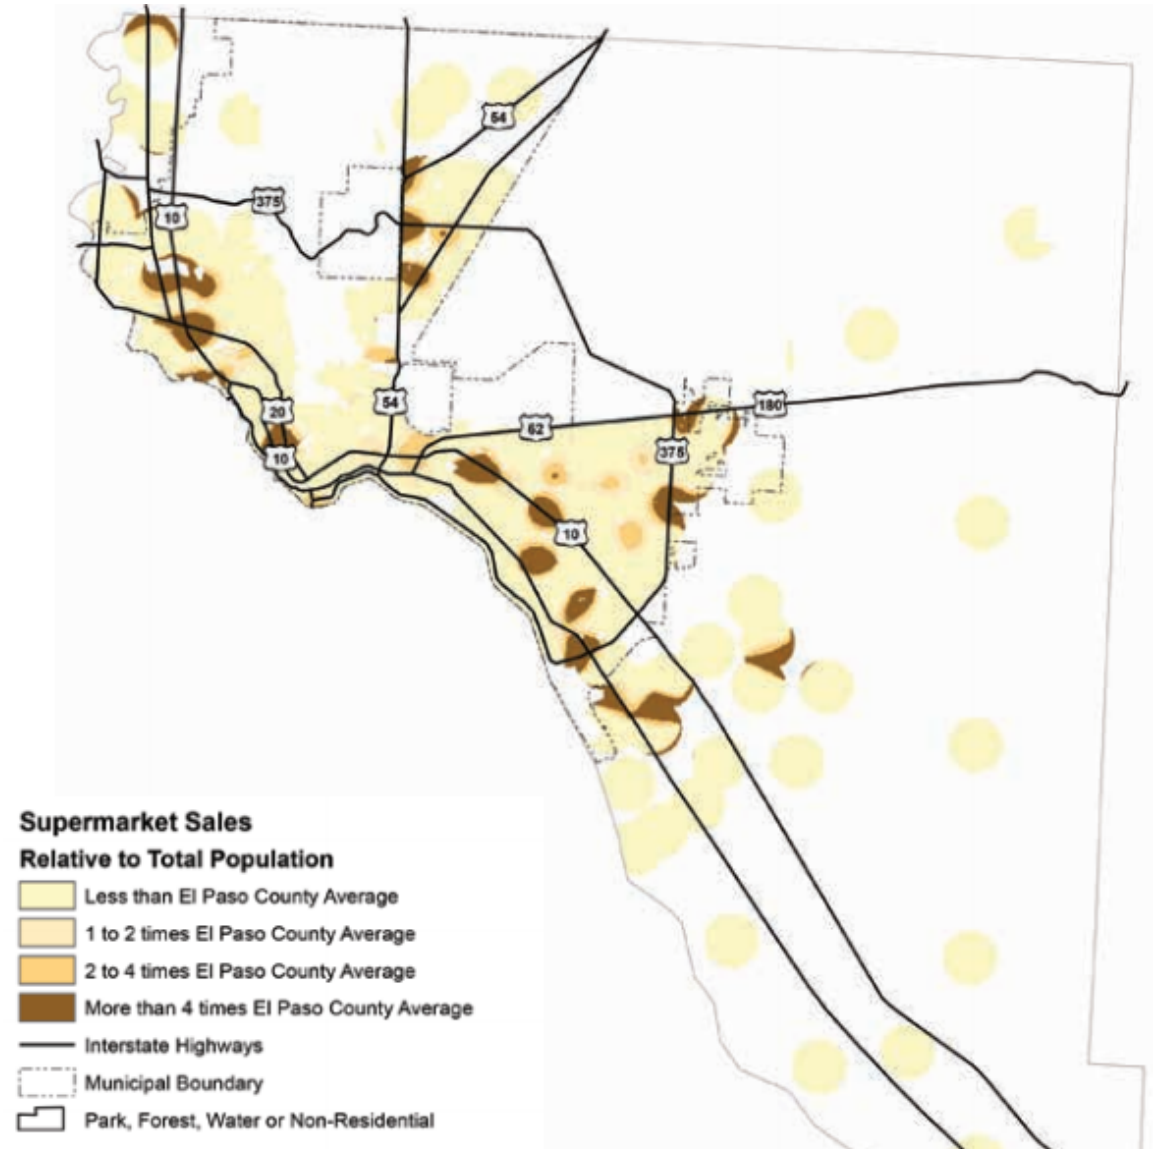 54
375
10
20
54
62
180
375
10
10
Supermarket Sales
Relative to Total Population
Less than El Paso County Average
1 to 2 times El Paso County Average
2 to 4 times El Paso County Average
More than 4 times El Paso County Average
Interstate Highways
Municipal Boundary
Park, Forest, Water or Non-Residential